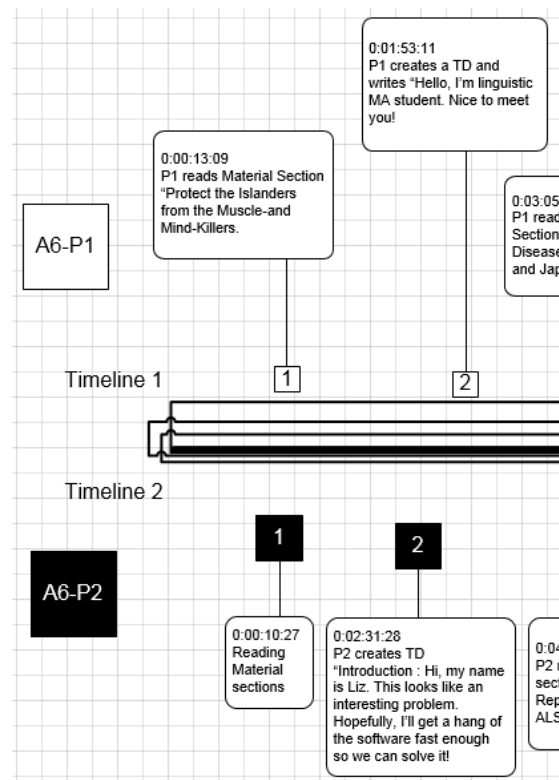 0:01:53:11
P1 creates a TD and
writes “Hello, I'm linguistic
MA student. Nice to meet
you!
0:00:13:09
P1 reads Material Section
“Protect the Islanders
from the Muscle-and
Mind-Killers.
0:03:05
P1
Section
and
A6-P1
Timeline 1
1
2
Timeline 2
1
2
A6-P2
0:00:10:27
Reading
Material
sections
0:02:31:28
P2 creates TD
“Introduction : Hi, my name
is Liz. This looks like an
interesting problem.
Hopefully, I'll get a hang of
the software fast enough
so we can solve it!
P2